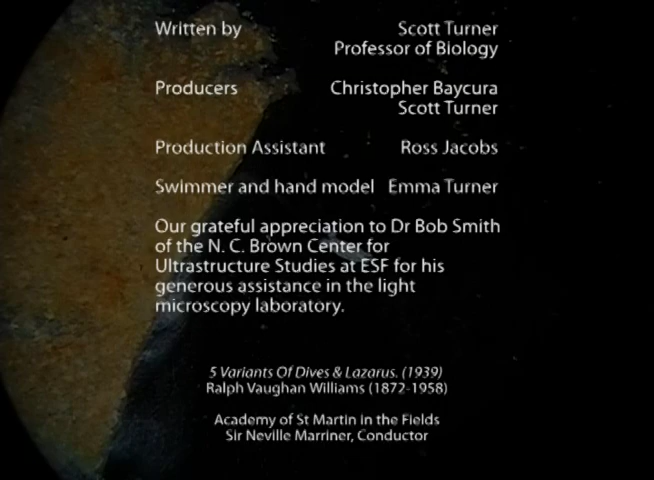 Written by Scott Turner
Professor of Biology
Producers Christopher Baycura
Scott Turner
Production Assistant Ross Jacobs
Swimmer and hand model Emma Turner
Our grateful appreciation to Dr Bob Smith
of the N. C. Brown Center for
Ultrastructure Studies at ESF for his
generous assistance in the light
microscopy laboratory.
5 Variants Of Dives & Lazarus. (1939)
Ralph Vaughan Williams (1872-1958)
Academy of St Martin in the Fields
Sir Neville Marriner, Conductor